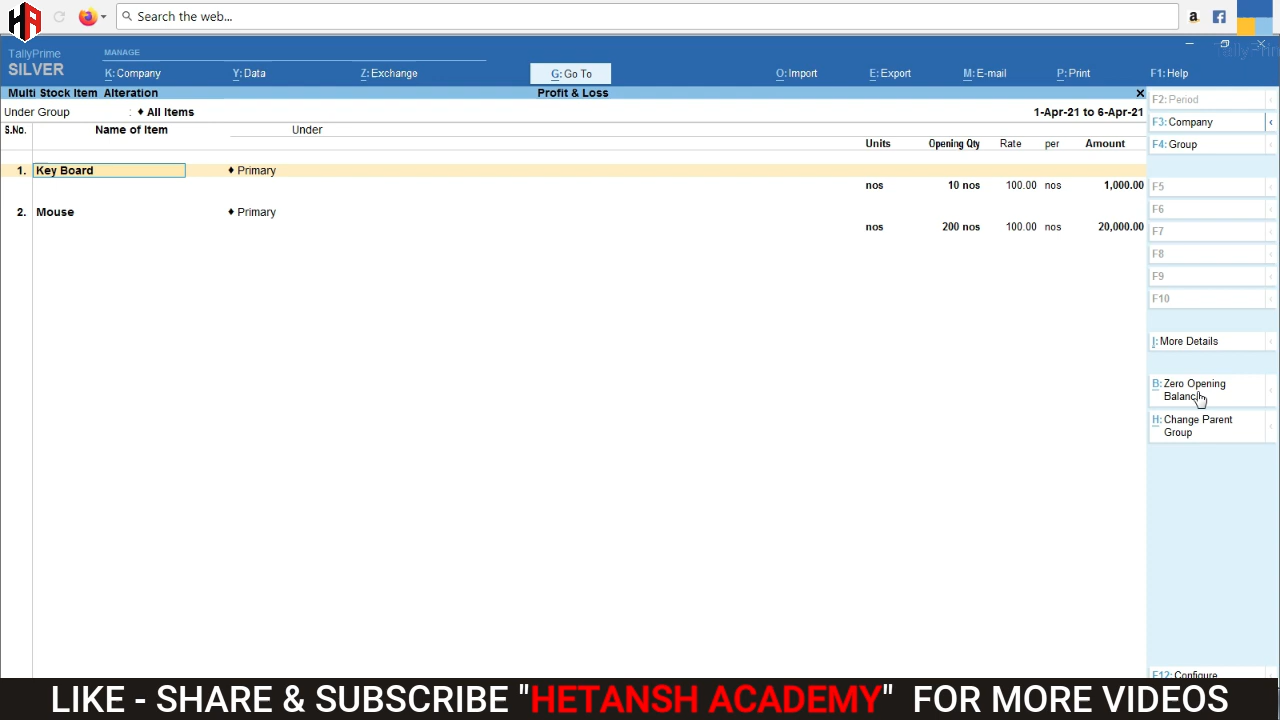 HA
Search the web...
TallyPrime
SILVER
MANAGE
K: Company
Y: Data
Z: Exchange
G: Go To
O: Import
E: Export
M: E-mail
P: Print
F1: Help
Multi Stock Item Alteration
Profit & Loss
Under Group : ♦ All Items
1-Apr-21 to 6-Apr-21
S.No. Name of Item Under
Units Opening Qty Rate per Amount
1. Key Board ♦ Primary
nos 10 nos 100.00 nos 1,000.00
2. Mouse ♦ Primary
nos 200 nos 100.00 nos 20,000.00
F2: Period
F3: Company
F4: Group
F5
F6
F7
F8
F9
F10
I: More Details
B: Zero Opening
Balance
H: Change Parent
Group
F12: Configure
LIKE - SHARE & SUBSCRIBE "HETANSH ACADEMY" FOR MORE VIDEOS